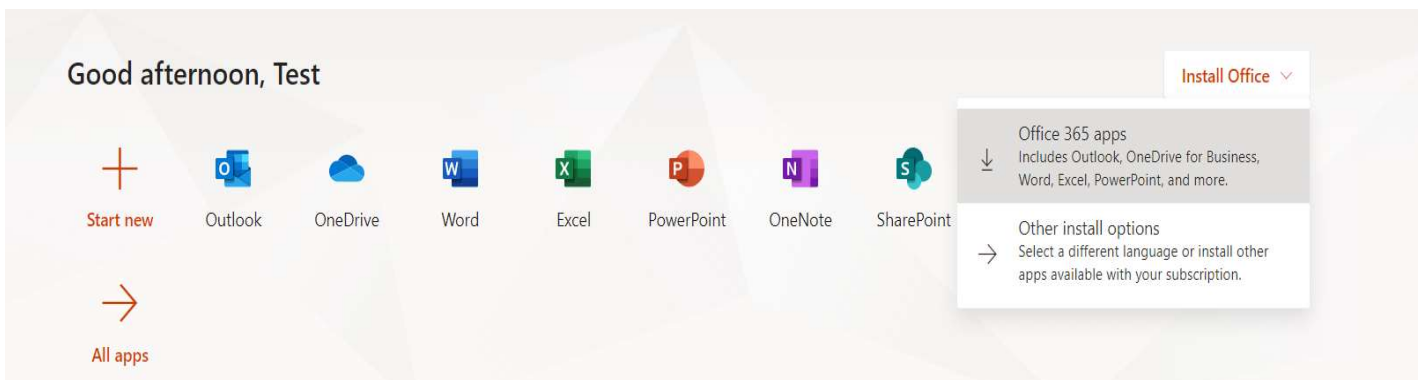 Good afternoon, Test
Install Office
Office 365 apps
Includes Outlook, OneDrive for Business,
Word, Excel, PowerPoint, and more.
Other install options
Select a different language or install other
apps available with your subscription.
O
W
X
P
N
S
Start new
Outlook
OneDrive
Word
Excel
PowerPoint
OneNote
SharePoint
All apps